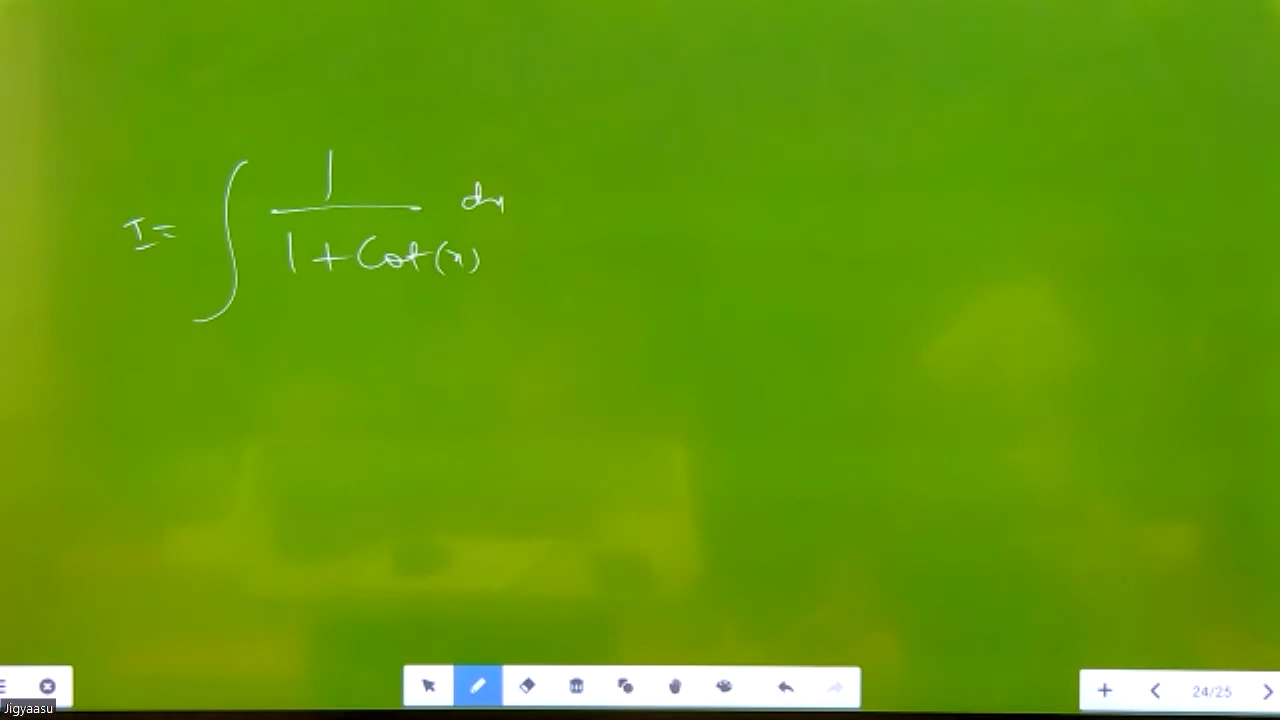 I = ∫ 1 / (1 + Cot(x)) dx
24/25
Jigyaasu